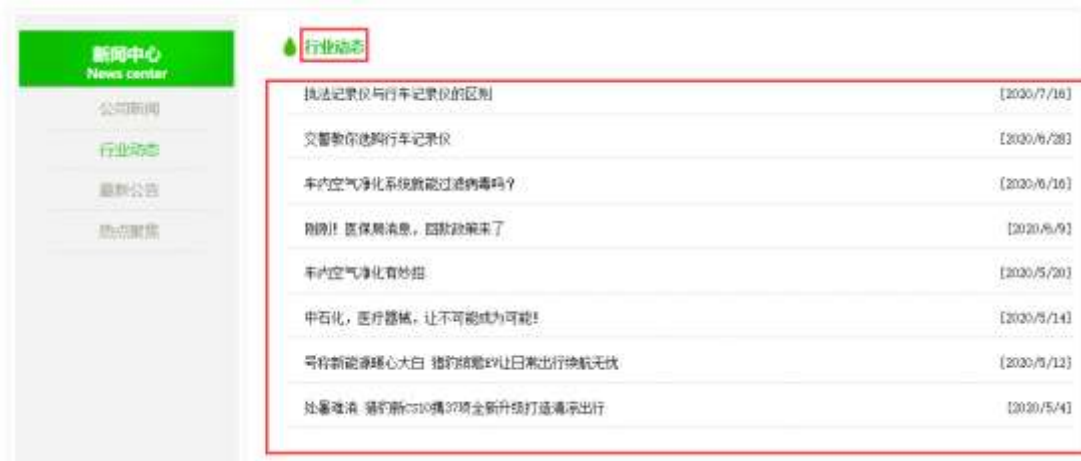 新闻中心
News center
公司新闻
行业动态
最新公告
热点聚焦
行业动态
执法记录仪与行车记录仪的区别 [2020/7/16]
交警教你选购行车记录仪 [2020/6/28]
车内空气净化系统就能过滤病毒吗? [2020/6/16]
刚刚!医保局消息,回款政策来了 [2020/6/9]
车内空气净化有妙招 [2020/5/20]
中石化,医疗器械,让不可能成为可能! [2020/5/14]
号称新能源暖心大白 猎豹缤歌EV让日常出行续航无忧 [2020/5/12]
处暑难消 猎豹新CS10携37项全新升级打造清凉出行 [2020/5/4]